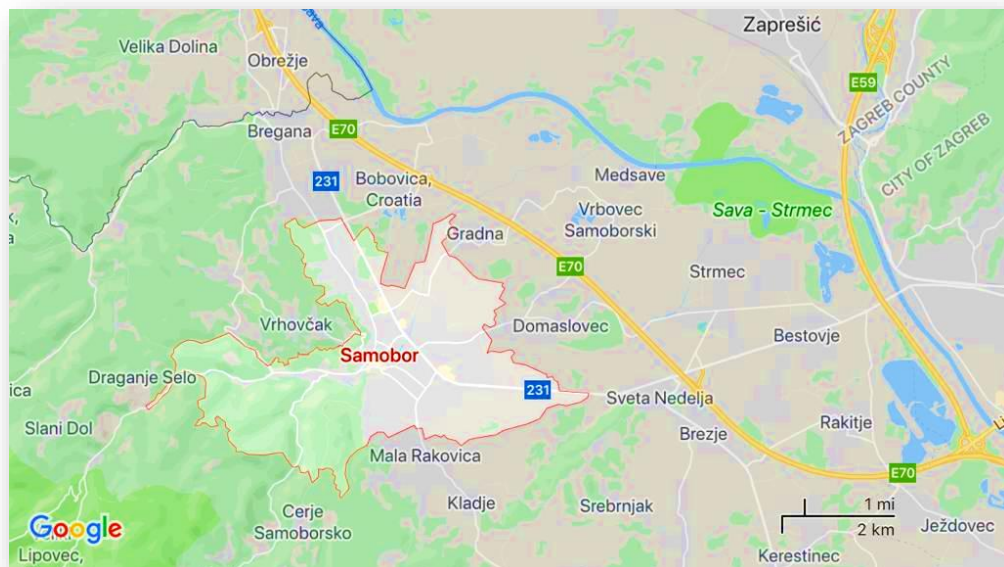 Zaprešić
Velika Dolina
Obrežje
E59
ZAGREB COUNTY
CITY OF ZAGREB
E70
Bregana
231
Bobovica,
Croatia
Medsave
Sava - Strmec
Vrbovec
Samoborski
Gradna
E70
Strmec
Vrhovčak
Domaslovec
Bestovje
Samobor
Draganje Selo
231
Sveta Nedelja
Slani Dol
Brezje
Rakitje
Mala Rakovica
E70
Kladje
Srebrnjak
1 mi
2 km
Cerje
Samoborsko
Google
Lipovec,
Ježdovec
Kerestinec